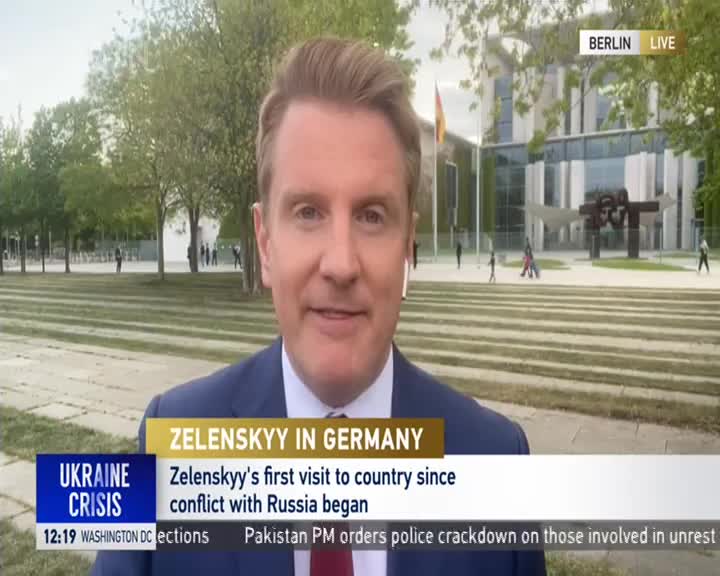 BERLIN LIVE
ZELENSKYY IN GERMANY
Zelenskyy's first visit to country since
conflict with Russia began
UKRAINE
CRISIS
12:19 WASHINGTON DC lections Pakistan PM orders police crackdown on those involved in unrest